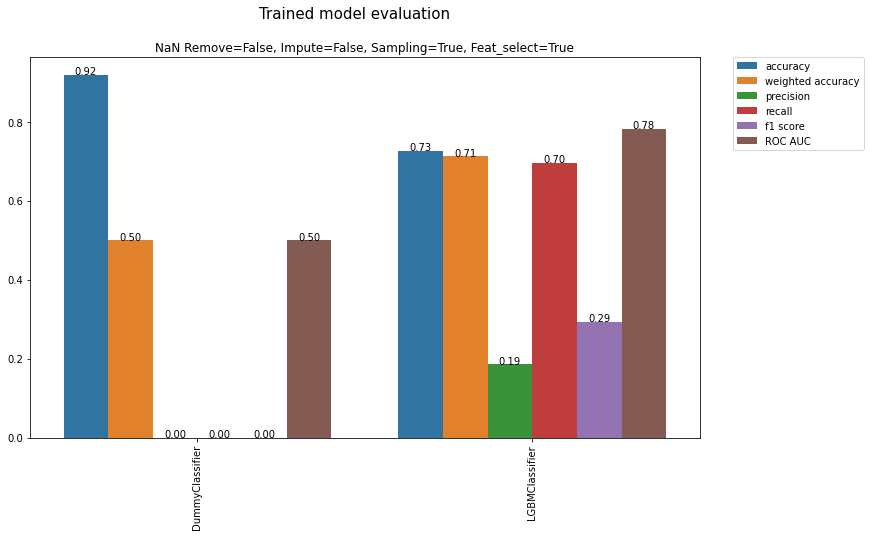 Trained model evaluation
NaN Remove=False, Impute=False, Sampling=True, Feat_select=True
accuracy
weighted accuracy
precision
recall
f1 score
ROC AUC
0.92
0.50
0.00
0.00
0.00
0.50
0.73
0.71
0.19
0.70
0.29
0.78
0.8
0.6
0.4
0.2
0.0
DummyClassifier
LGBMClassifier